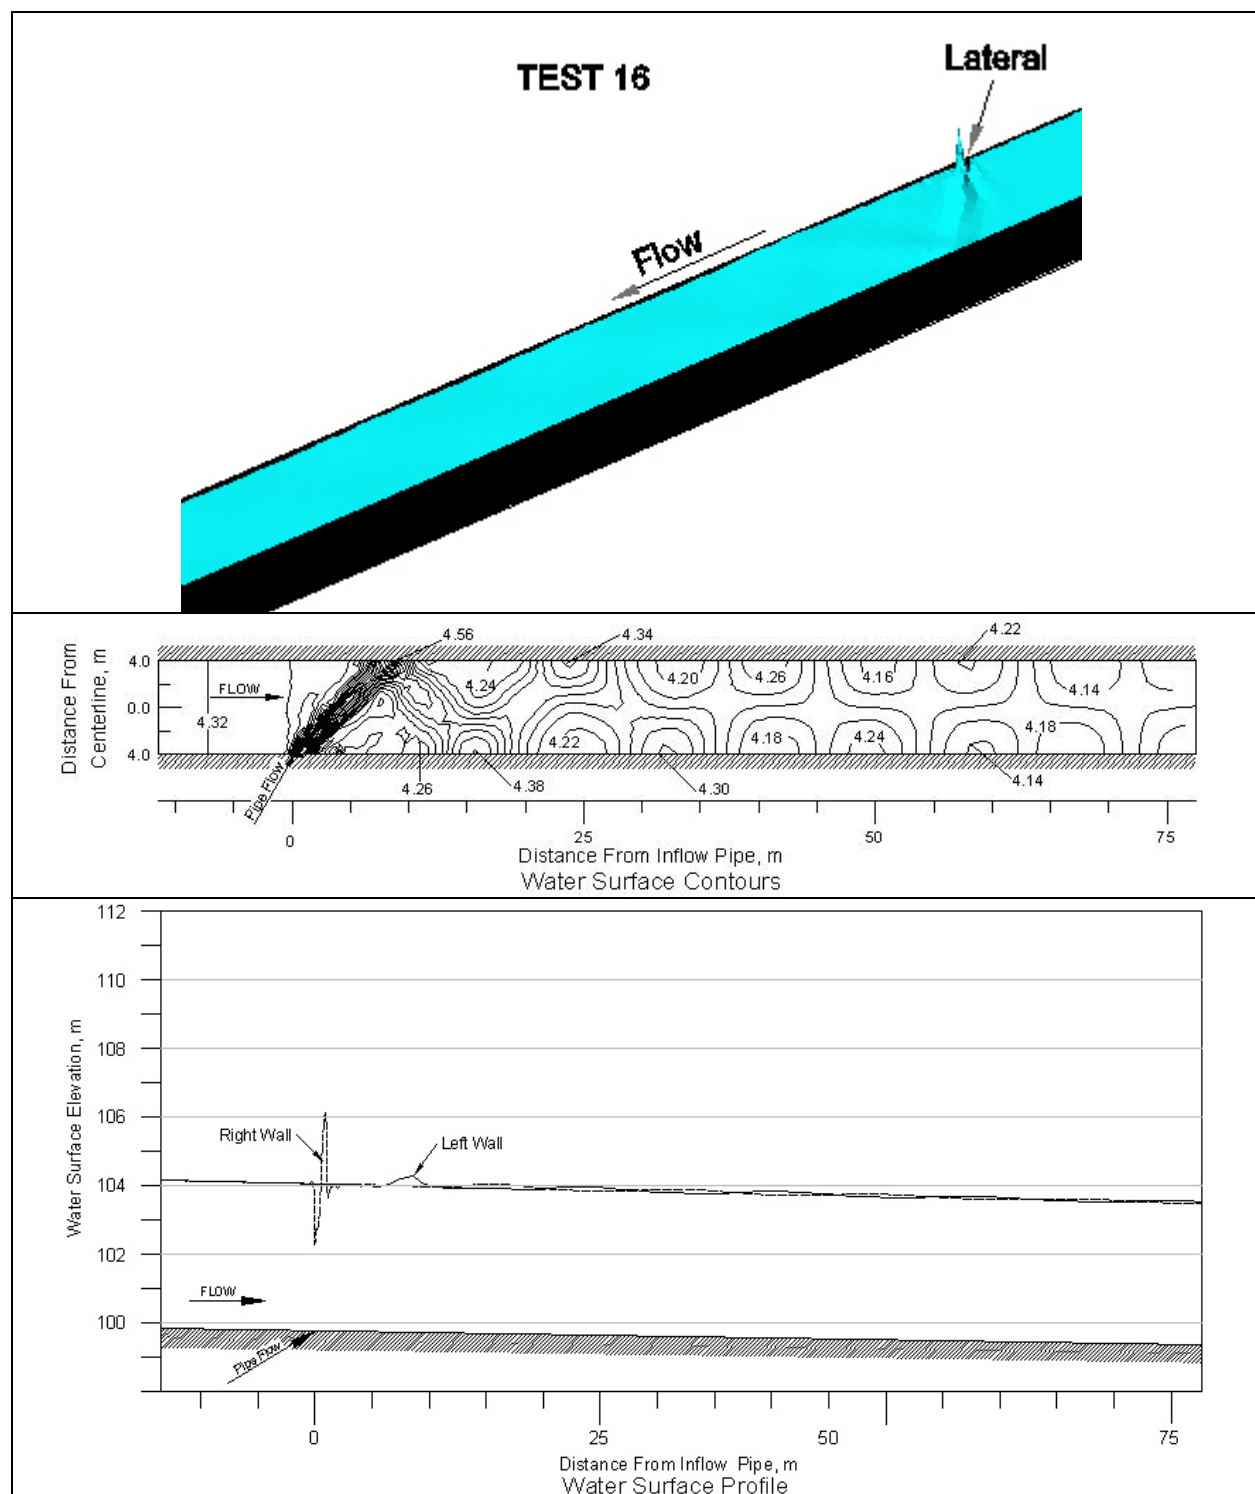 TEST 16
Lateral
Flow
Distance From
Centerline, m
4.0
0.0
4.0
FLOW
4.32
Pipe Flow
4.56
4.34
4.22
4.24
4.20
4.26
4.16
4.14
4.22
4.18
4.24
4.18
4.26
4.38
4.30
4.14
0
25
50
75
Distance From Inflow Pipe, m
Water Surface Contours
Water Surface Elevation, m
112
110
108
106
104
102
100
Right Wall
Left Wall
FLOW
Pipe Flow
0
25
50
75
Distance From Inflow Pipe, m
Water Surface Profile